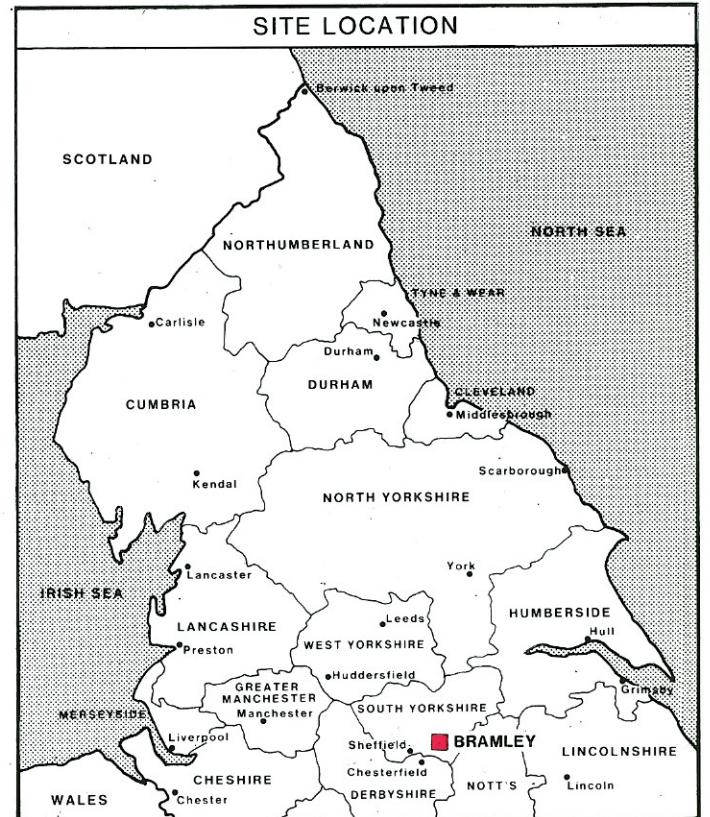 SITE LOCATION
Berwick upon Tweed
SCOTLAND
NORTH SEA
NORTHUMBERLAND
TYNE & WEAR
Carlisle
Newcastle
Durham
DURHAM
CLEVELAND
CUMBRIA
Middlesbrough
Scarborough
Kendal
NORTH YORKSHIRE
York
Lancaster
IRISH SEA
HUMBERSIDE
Leeds
LANCASHIRE
Hull
WEST YORKSHIRE
Preston
Huddersfield
Grimsby
GREATER
MANCHESTER
SOUTH YORKSHIRE
MERSEYSIDE
Manchester
Liverpool
BRAMLEY
Sheffield
LINCOLNSHIRE
Chesterfield
CHESHIRE
NOTT'S
Lincoln
DERBYSHIRE
WALES
Chester